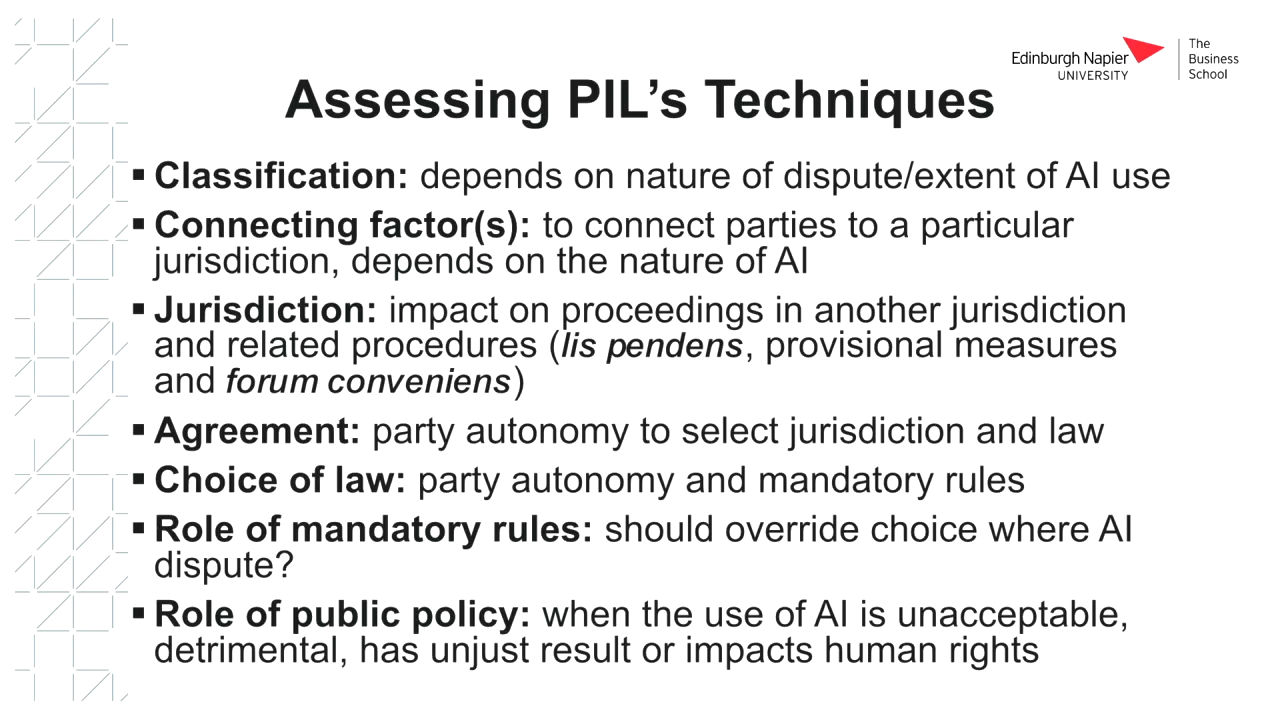 Edinburgh Napier
UNIVERSITY
The
Business
School
Assessing PIL’s Techniques
▪ Classification: depends on nature of dispute/extent of AI use
▪ Connecting factor(s): to connect parties to a particular
jurisdiction, depends on the nature of AI
▪ Jurisdiction: impact on proceedings in another jurisdiction
and related procedures (lis pendens, provisional measures
and forum conveniens)
▪ Agreement: party autonomy to select jurisdiction and law
▪ Choice of law: party autonomy and mandatory rules
▪ Role of mandatory rules: should override choice where AI
dispute?
▪ Role of public policy: when the use of AI is unacceptable,
detrimental, has unjust result or impacts human rights